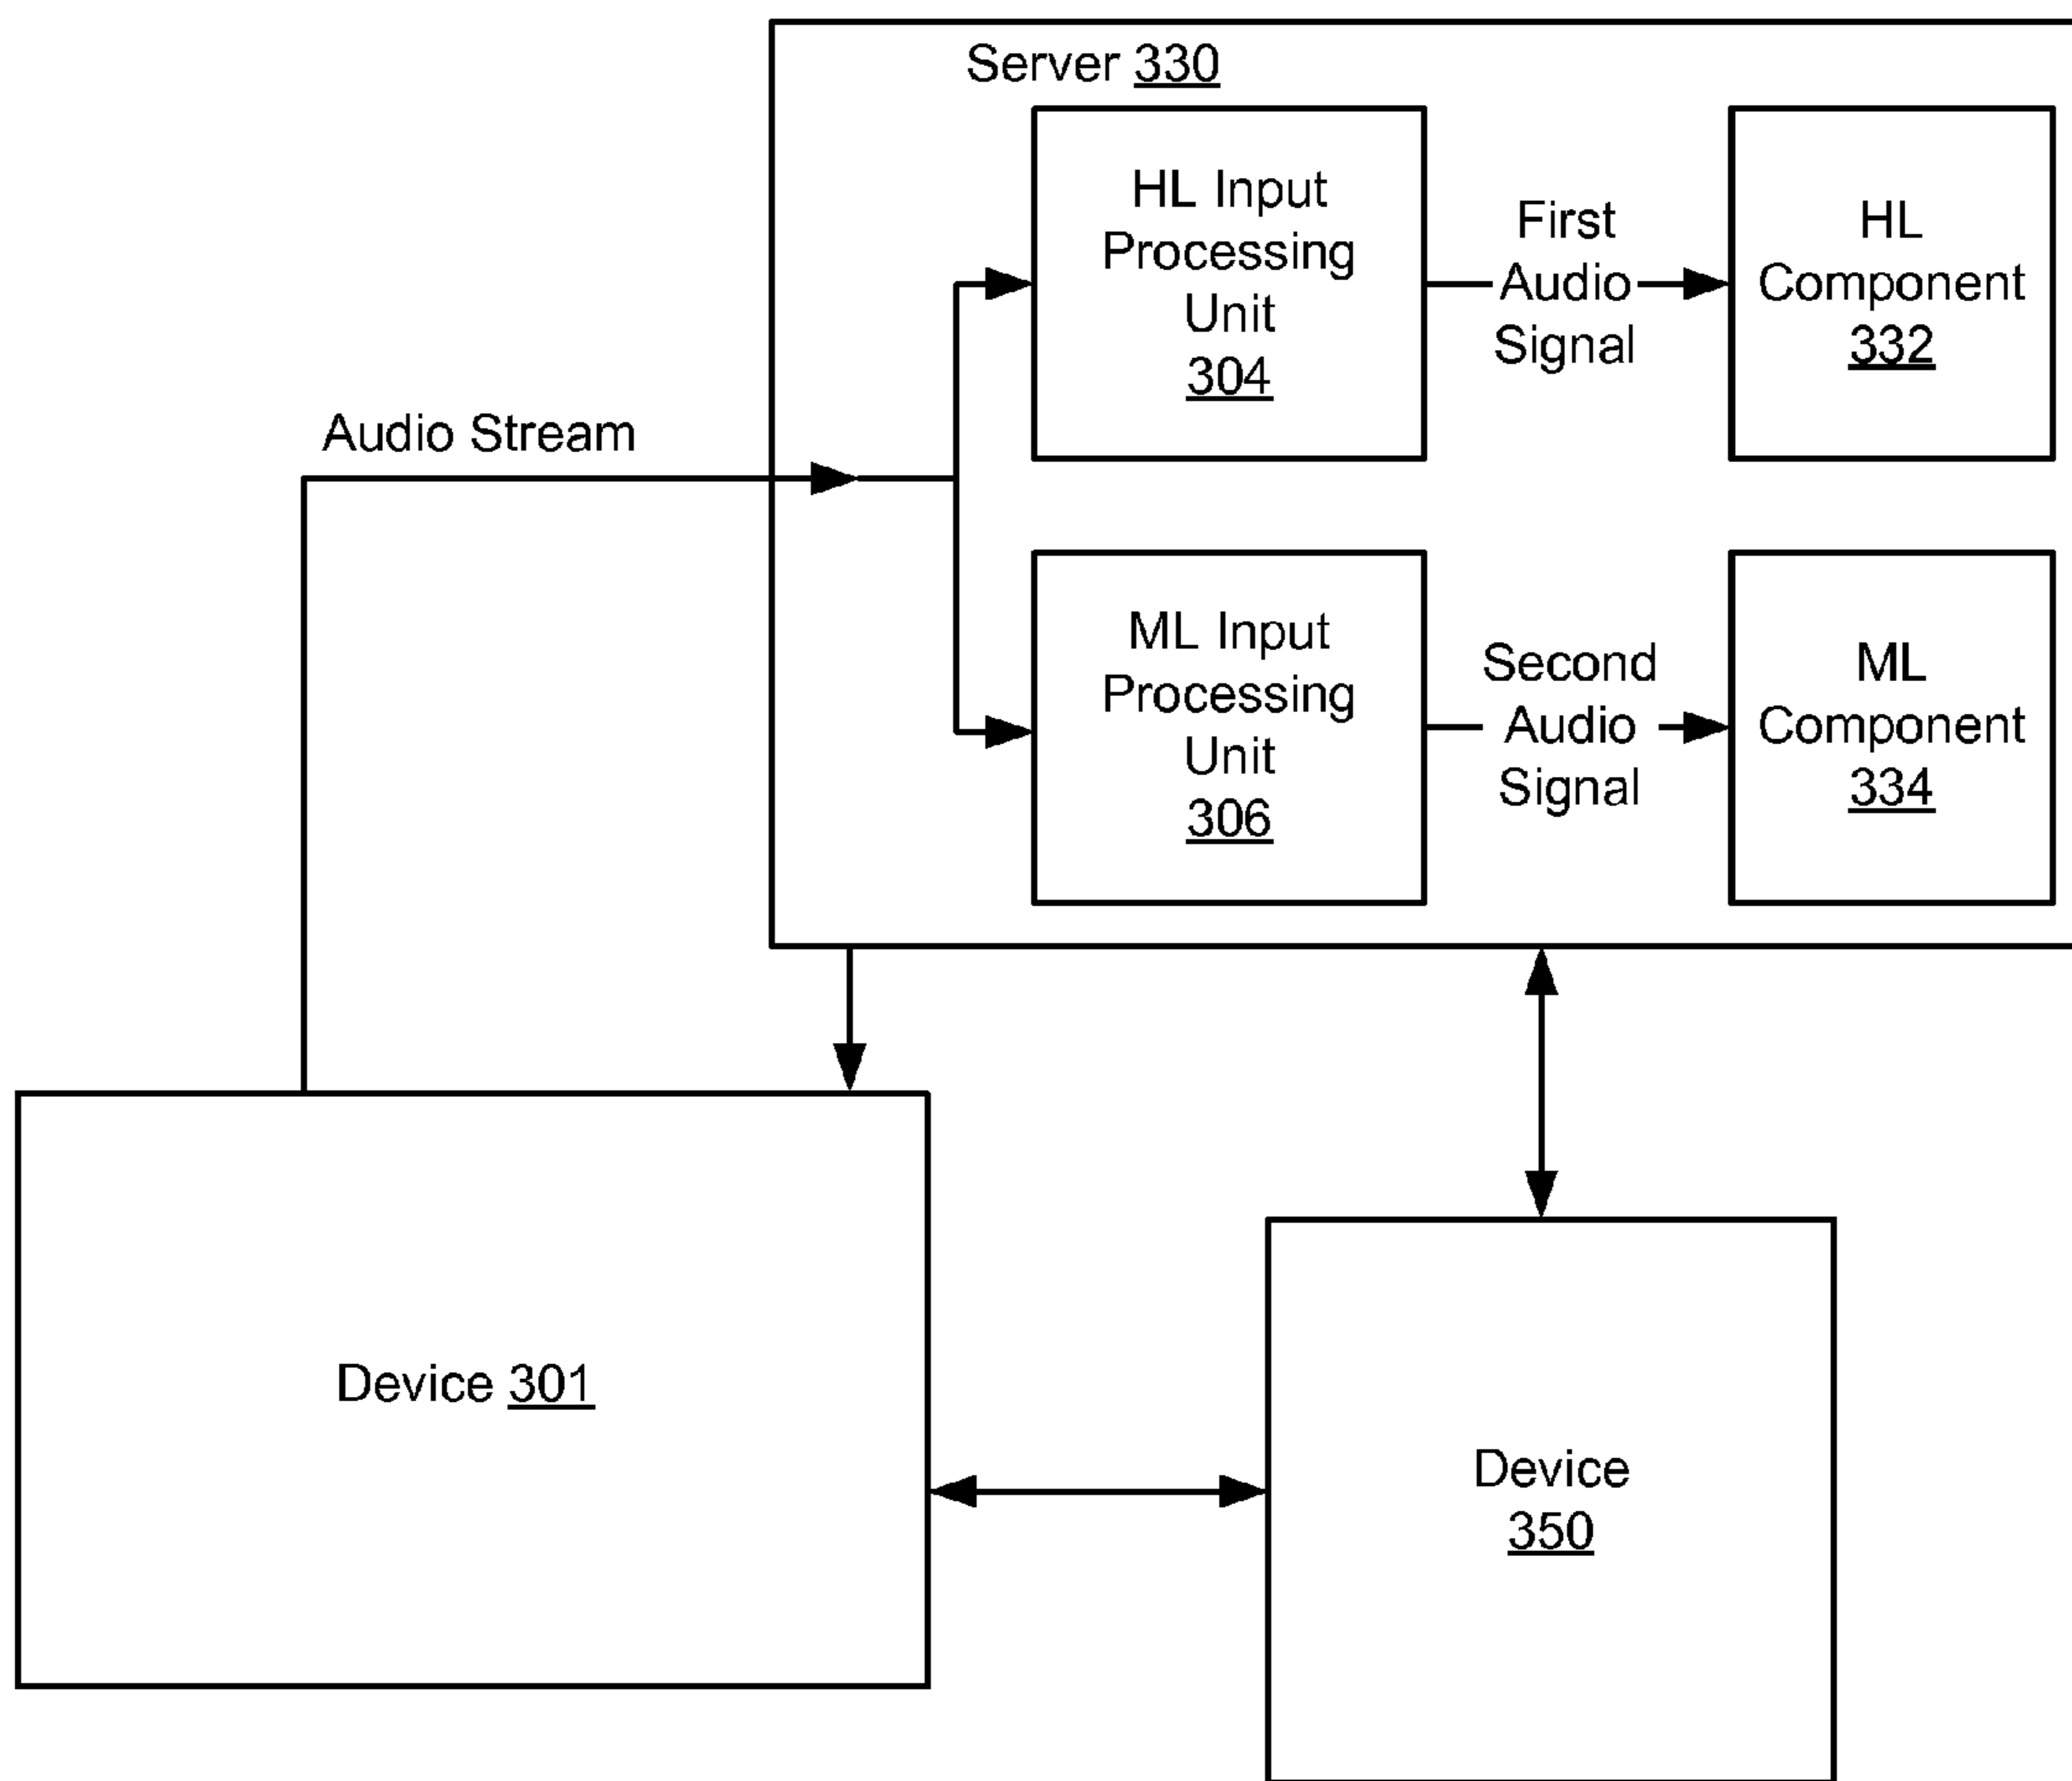 Server 330
HL Input
Processing
Unit
304
First
Audio
Signal
HL
Component
332
Audio Stream
ML Input
Processing
Unit
306
Second
Audio
Signal
ML
Component
334
Device 301
Device
350